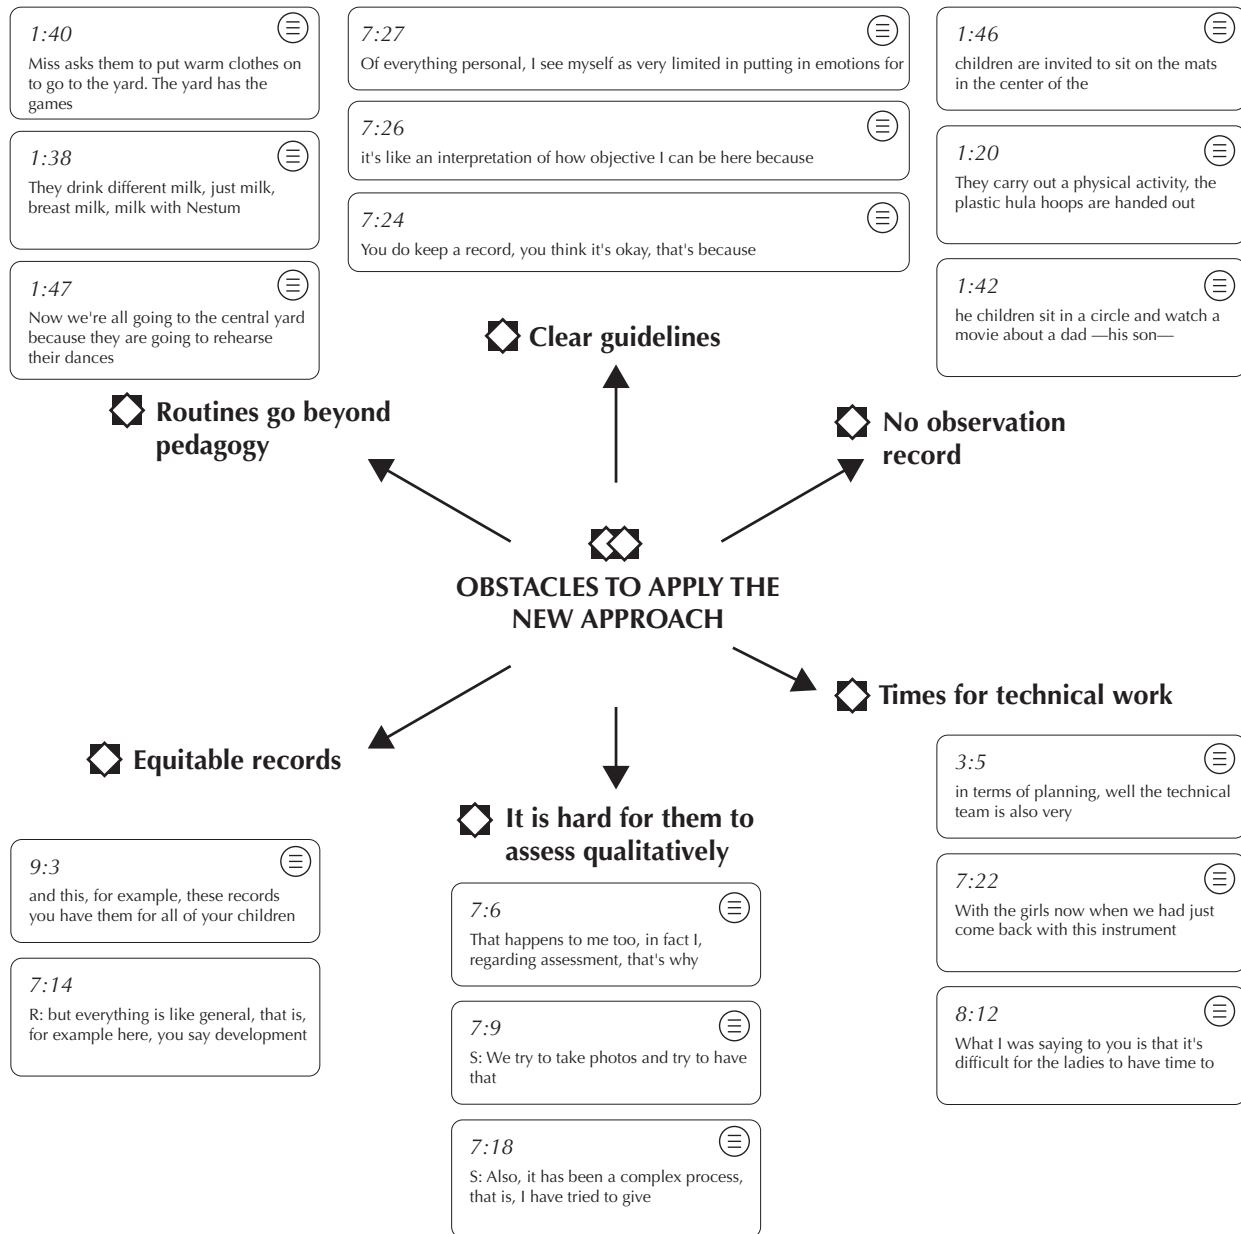 1:40
Miss asks them to put warm clothes on
to go to the yard. The yard has the
games
1:38
They drink different milk, just milk,
breast milk, milk with Nestum
1:47
Now we're all going to the central yard
because they are going to rehearse
their dances
7:27
Of everything personal, I see myself as very limited in putting in emotions for
7:26
it's like an interpretation of how objective I can be here because
7:24
You do keep a record, you think it's okay, that's because
1:46
children are invited to sit on the mats
in the center of the
1:20
They carry out a physical activity, the
plastic hula hoops are handed out
1:42
he children sit in a circle and watch a
movie about a dad —his son—
Clear guidelines
Routines go beyond
pedagogy
No observation
record
OBSTACLES TO APPLY THE
NEW APPROACH
Times for technical work
Equitable records
It is hard for them to
assess qualitatively
9:3
and this, for example, these records
you have them for all of your children
7:14
R: but everything is like general, that is,
for example here, you say development
7:6
That happens to me too, in fact I,
regarding assessment, that's why
7:9
S: We try to take photos and try to have
that
7:18
S: Also, it has been a complex process,
that is, I have tried to give
3:5
in terms of planning, well the technical
team is also very
7:22
With the girls now when we had just
come back with this instrument
8:12
What I was saying to you is that it's
difficult for the ladies to have time to